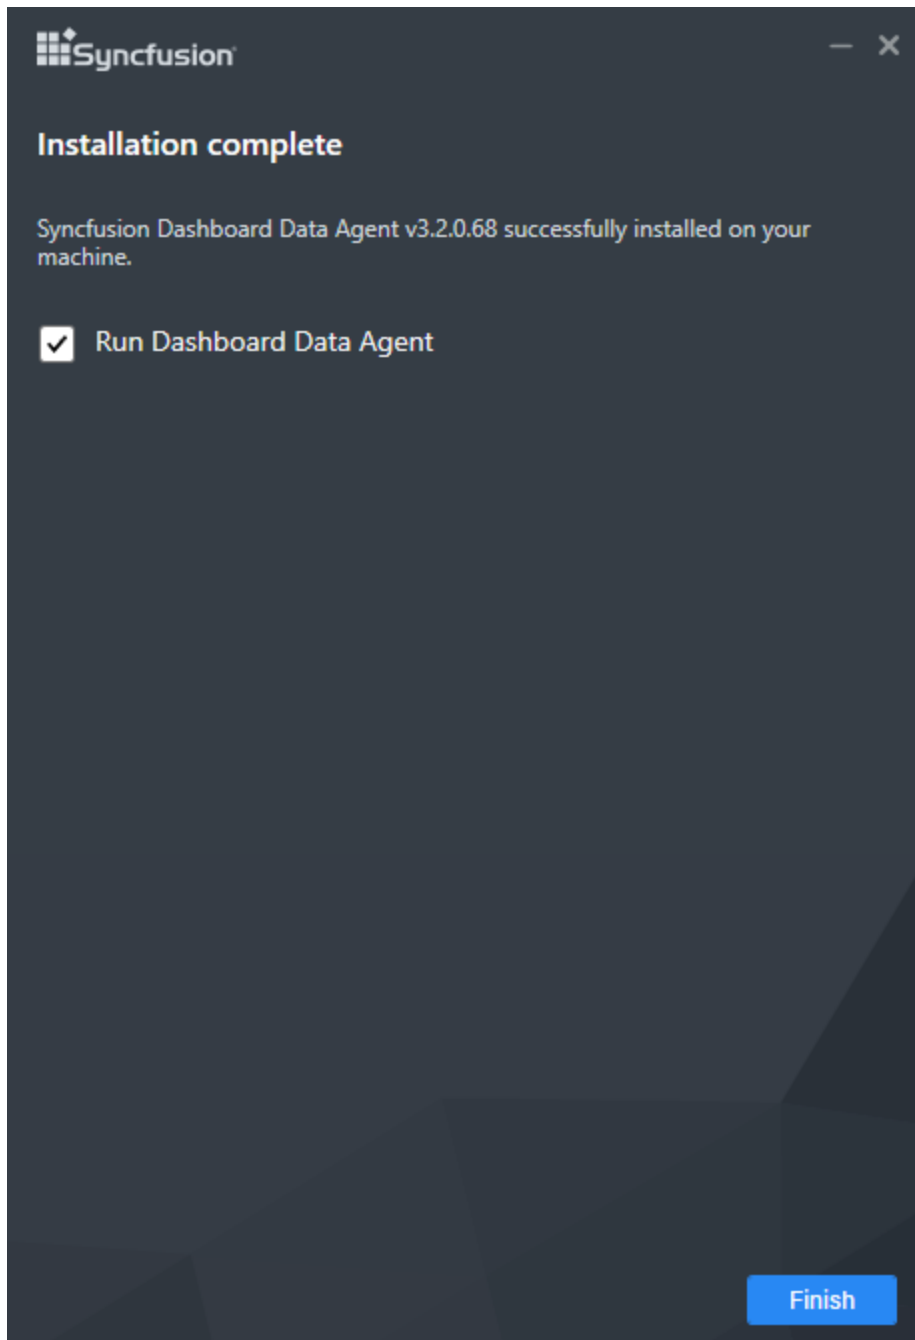 Syncfusion
Installation complete
Syncfusion Dashboard Data Agent v3.2.0.68 successfully installed on your
machine.
Run Dashboard Data Agent
Finish